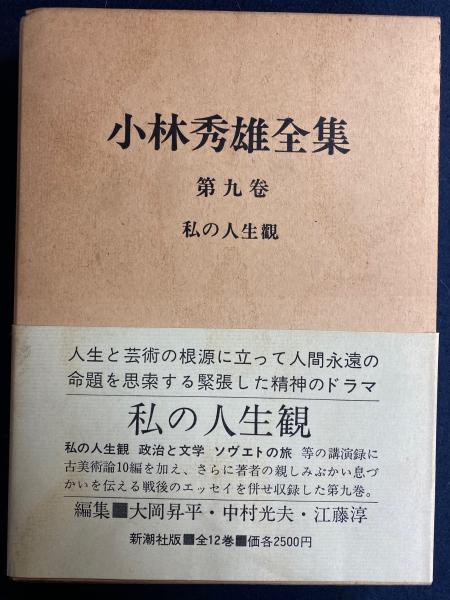 小林秀雄全集
第九巻
私の人生觀
人生と芸術の根源に立って人間永遠の
命題を思索する緊張した精神のドラマ
私の人生観
私の人生観 政治と文学 ソヴェトの旅 等の講演録に
古美術論10編を加え、さらに著者の親しみぶかい息づ
かいを伝える戦後のエッセイを併せ収録した第九巻。
編集■大岡昇平・中村光夫・江藤淳
新潮社版■全12巻■価各2500円